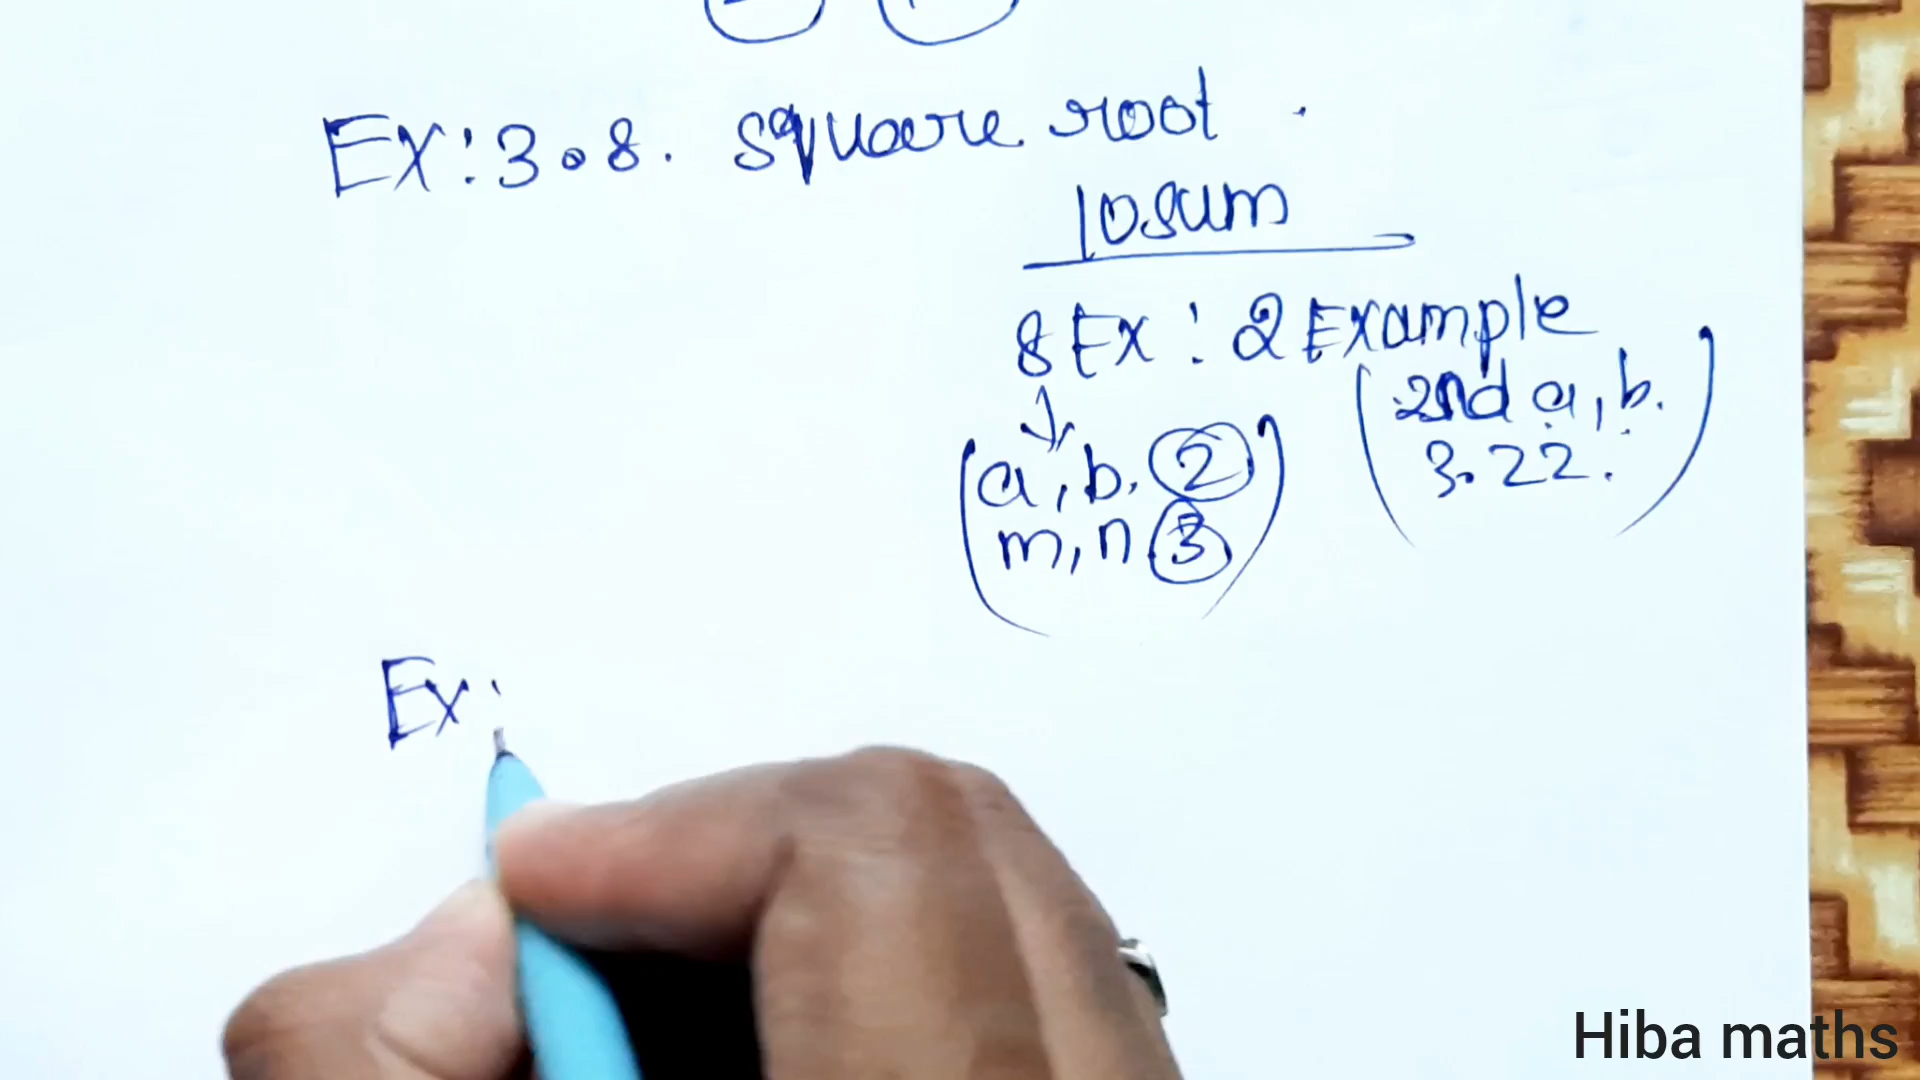 Ex: 3.8. square root.
10 sum
8 Ex: 2 Example
(2nd a, b.
3.22.)
(a, b. 2
m, n 3)
Ex:
Hiba maths